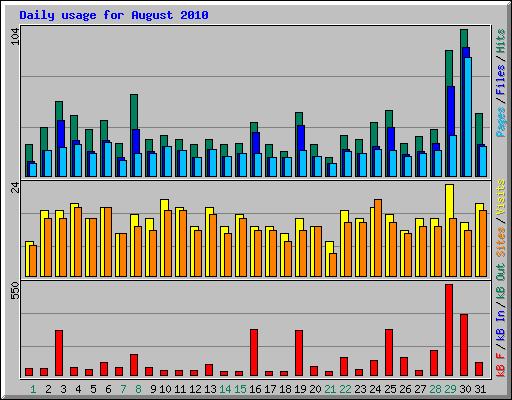 Daily usage for August 2010
104
Pages / Files / Hits
24
Sites / Visits
550
kB F / kB In / kB Out
1 2 3 4 5 6 7 8 9 10 11 12 13 14 15 16 17 18 19 20 21 22 23 24 25 26 27 28 29 30 31